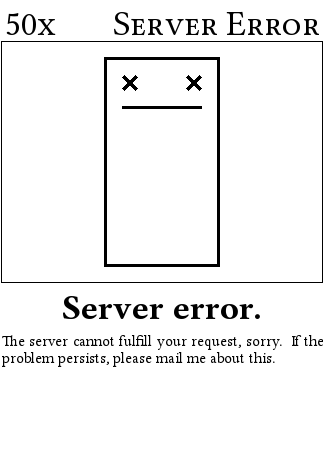 50x Server Error
Server error.
The server cannot fulfill your request, sorry. If the
problem persists, please mail me about this.